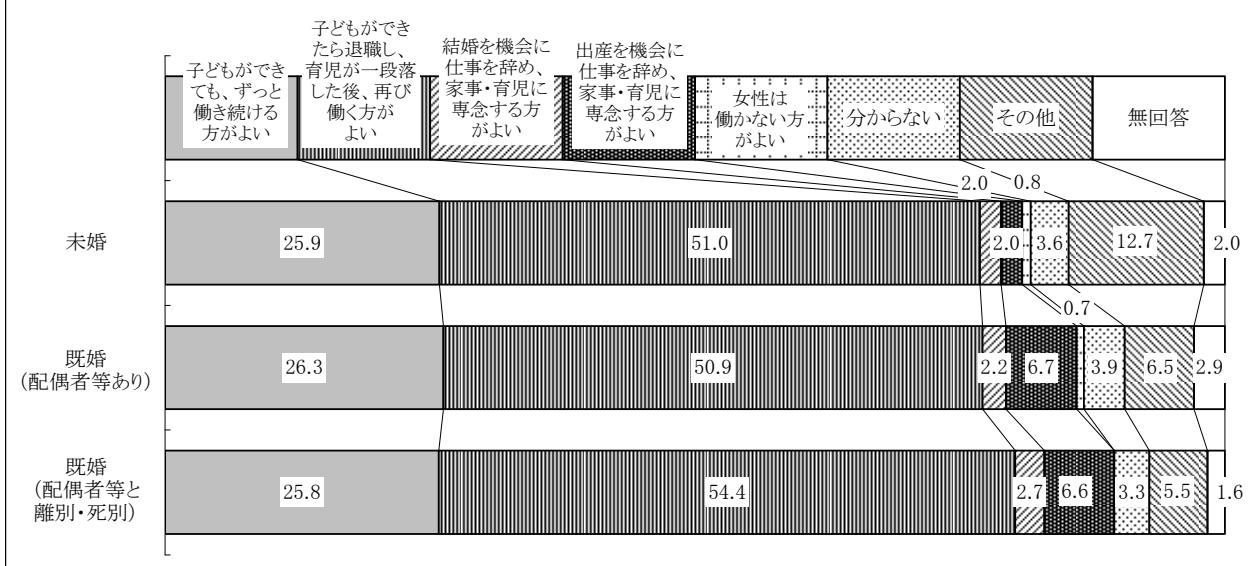 子どもができ
ても、ずっと
働き続ける
方がよい
子どもができ
たら退職し、
育児が一段落
した後、再び
働く方が
よい
結婚を機会に
仕事を辞め、
家事・育児に
専念する方
がよい
出産を機会に
仕事を辞め、
家事・育児に
専念する方
がよい
女性は
働かない方
がよい
分からない
その他
無回答
2.0 0.8
未婚
25.9 51.0 2.0 3.6 12.7 2.0
0.7
既婚
(配偶者等あり)
26.3 50.9 2.2 6.7 3.9 6.5 2.9
既婚
(配偶者等と
離別・死別)
25.8 54.4 2.7 6.6 3.3 5.5 1.6